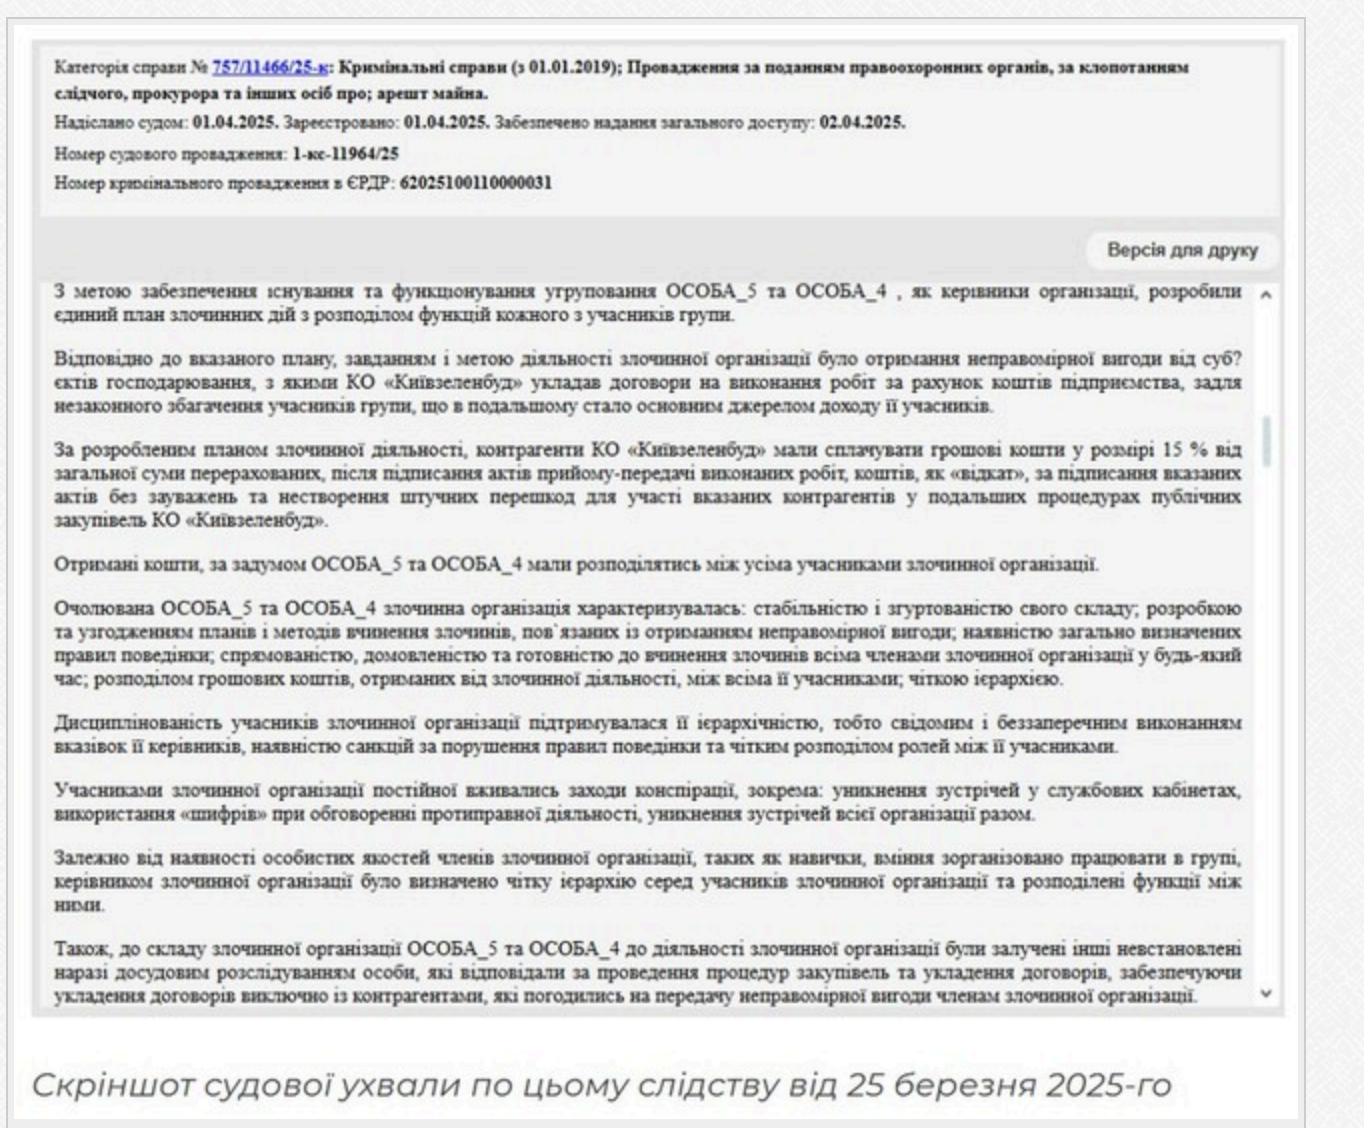 Категорія справи № 757/11466/25-к: Кримінальні справи (з 01.01.2019); Провадження за поданням правоохоронних органів, за клопотанням
слідчого, прокурора та інших осіб про; арешт майна.
Надіслано судом: 01.04.2025. Зареєстровано: 01.04.2025. Забезпечено надання загального доступу: 02.04.2025.
Номер судового провадження: 1-кс-11964/25
Номер кримінального провадження в ЄРДР: 62025100110000031
Версія для друку
З метою забезпечення існування та функціонування угруповання ОСОБА_5 та ОСОБА_4 , як керівники організації, розробили
єдиний план злочинних дій з розподілом функцій кожного з учасників групи.
Відповідно до вказаного плану, завданням і метою діяльності злочинної організації було отримання неправомірної вигоди від суб?
єктів господарювання, з якими КО «Київзеленбуд» укладав договори на виконання робіт за рахунок коштів підприємства, задля
незаконного збагачення учасників групи, що в подальшому стало основним джерелом доходу її учасників.
За розробленим планом злочинної діяльності, контрагенти КО «Київзеленбуд» мали сплачувати грошові кошти у розмірі 15 % від
загальної суми перерахованих, після підписання актів прийому-передачі виконаних робіт, коштів, як «відкат», за підписання вказаних
актів без зауважень та нестворення штучних перешкод для участі вказаних контрагентів у подальших процедурах публічних
закупівель КО «Київзеленбуд».
Отримані кошти, за задумом ОСОБА_5 та ОСОБА_4 мали розподілятись між усіма учасниками злочинної організації.
Очолювана ОСОБА_5 та ОСОБА_4 злочинна організація характеризувалась: стабільністю і згуртованістю свого складу; розробкою
та узгодженням планів і методів вчинення злочинів, пов`язаних із отриманням неправомірної вигоди; наявністю загально визначених
правил поведінки; спрямованістю, домовленістю та готовністю до вчинення злочинів всіма членами злочинної організації у будь-який
час; розподілом грошових коштів, отриманих від злочинної діяльності, між всіма її учасниками; чіткою ієрархією.
Дисциплінованість учасників злочинної організації підтримувалася її ієрархічністю, тобто свідомим і беззаперечним виконанням
вказівок її керівників, наявністю санкцій за порушення правил поведінки та чітким розподілом ролей між її учасниками.
Учасниками злочинної організації постійної вживались заходи конспірації, зокрема: уникнення зустрічей у службових кабінетах,
використання «шифрів» при обговоренні протиправної діяльності, уникнення зустрічей всієї організації разом.
Залежно від наявності особистих якостей членів злочинної організації, таких як навички, вміння зорганізовано працювати в групі,
керівником злочинної організації було визначено чітку ієрархію серед учасників злочинної організації та розподілені функції між
ними.
Також, до складу злочинної організації ОСОБА_5 та ОСОБА_4 до діяльності злочинної організації були залучені інші невстановлені
наразі досудовим розслідуванням особи, які відповідали за проведення процедур закупівель та укладення договорів, забезпечуючи
укладення договорів виключно із контрагентами, які погодились на передачу неправомірної вигоди членам злочинної організації.
Скріншот судової ухвали по цьому слідству від 25 березня 2025-го